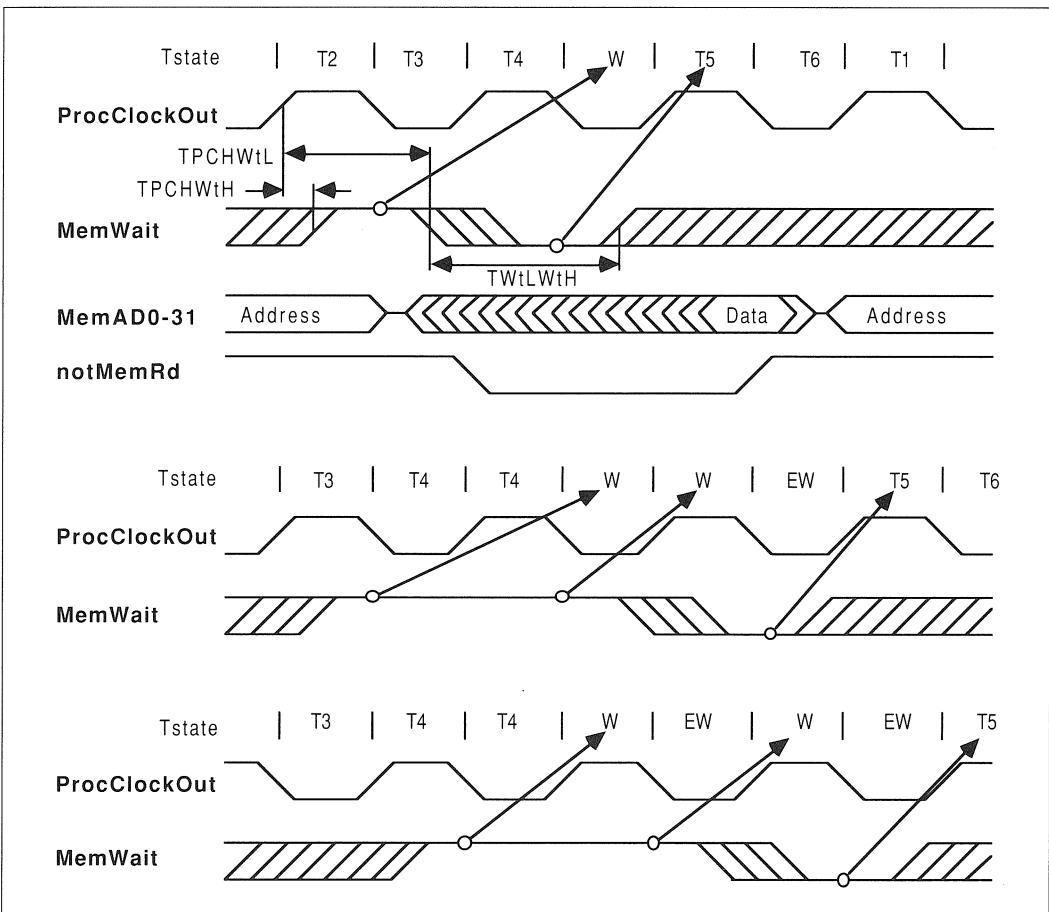 Tstate | T2 | T3 | T4 | W | T5 | T6 | T1 |
ProcClockOut
TPCHWtL
TPCHWtH
MemWait
TWtLWtH
MemAD0-31 Address Data Address
notMemRd
Tstate | T3 | T4 | T4 | W | W | EW | T5 | T6
ProcClockOut
MemWait
Tstate | T3 | T4 | T4 | W | EW | W | EW | T5
ProcClockOut
MemWait